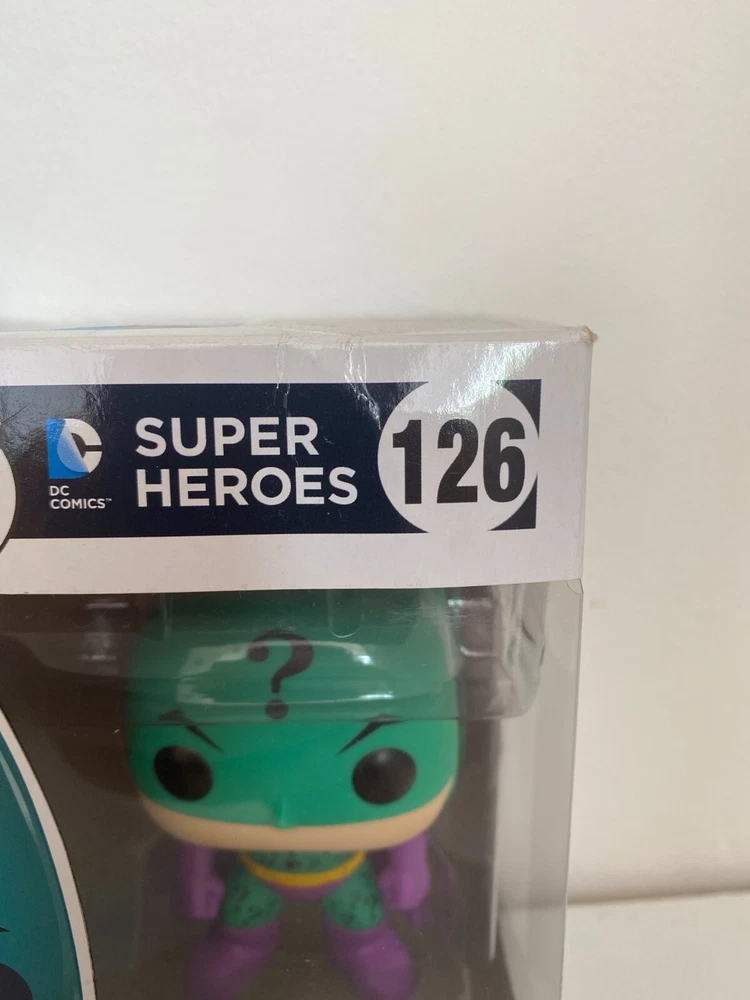 DC
COMICS™
SUPER
HEROES
126
?